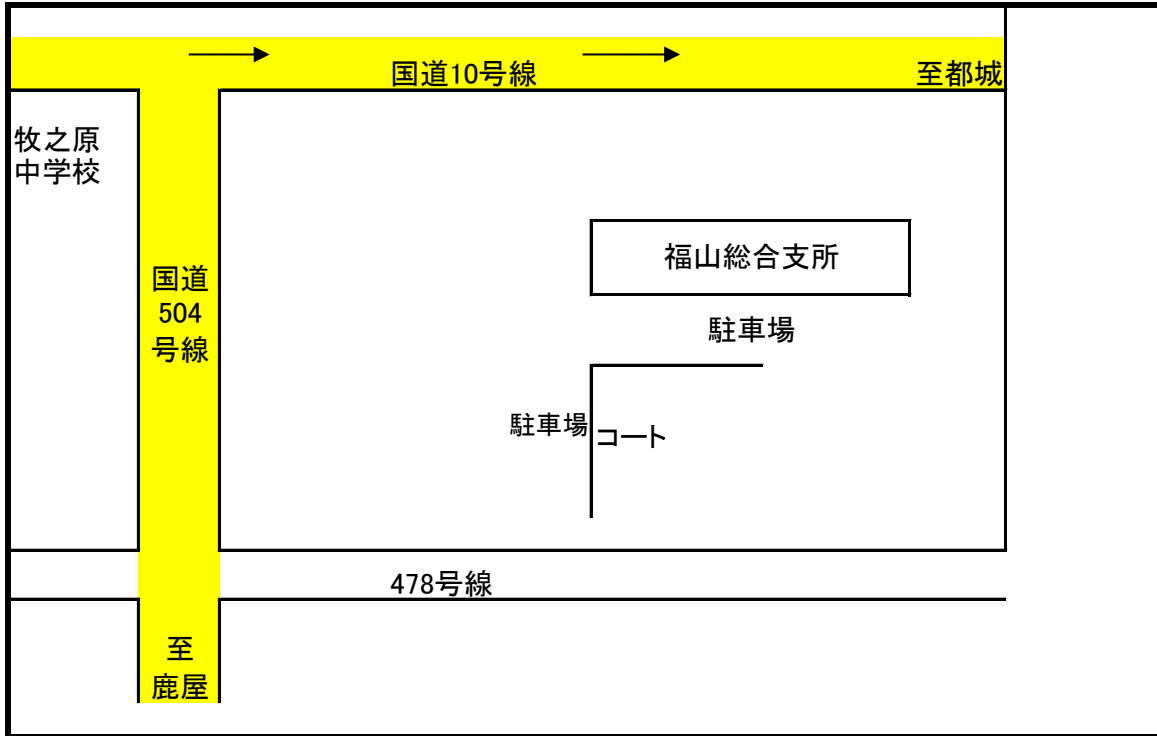 国道10号線
至都城
牧之原
中学校
福山総合支所
国道
504
号線
駐車場
駐車場
コート
478号線
至
鹿屋